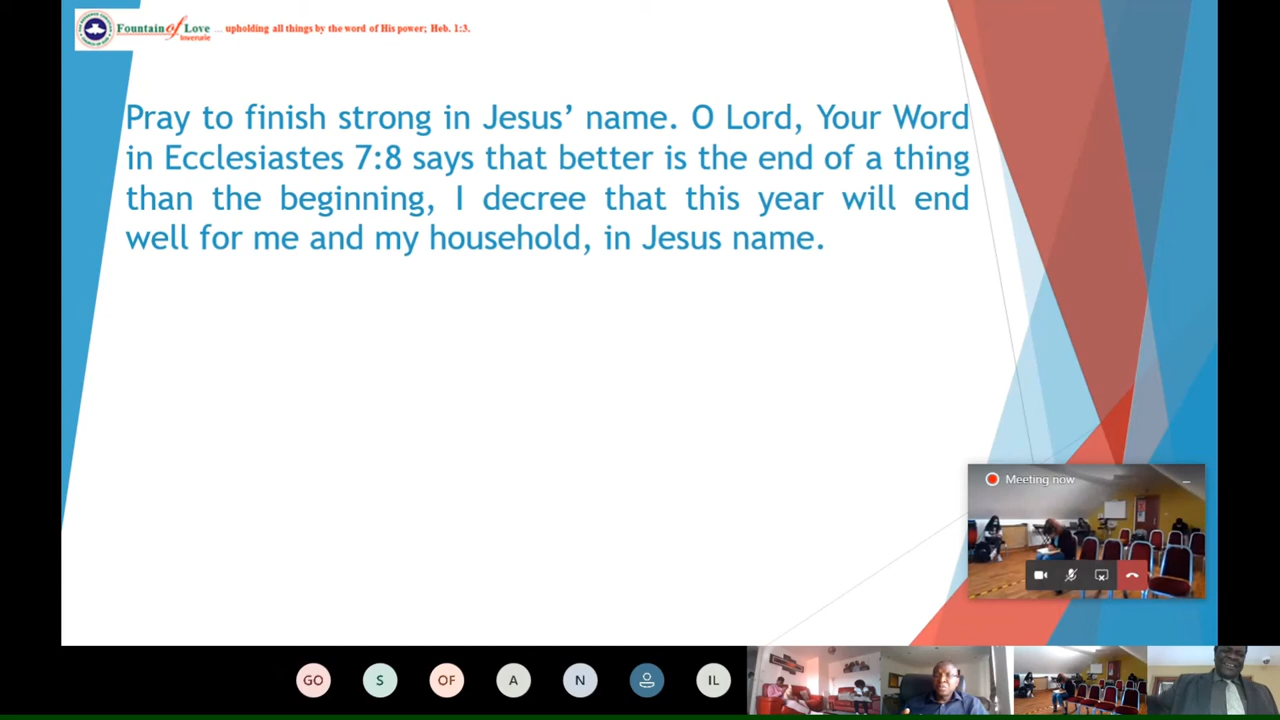 Fountain of Love ... upholding all things by the word of His power; Heb. 1:3.
Inverurie
Pray to finish strong in Jesus’ name. O Lord, Your Word
in Ecclesiastes 7:8 says that better is the end of a thing
than the beginning, I decree that this year will end
well for me and my household, in Jesus name.
Meeting now
GO S OF A N IL